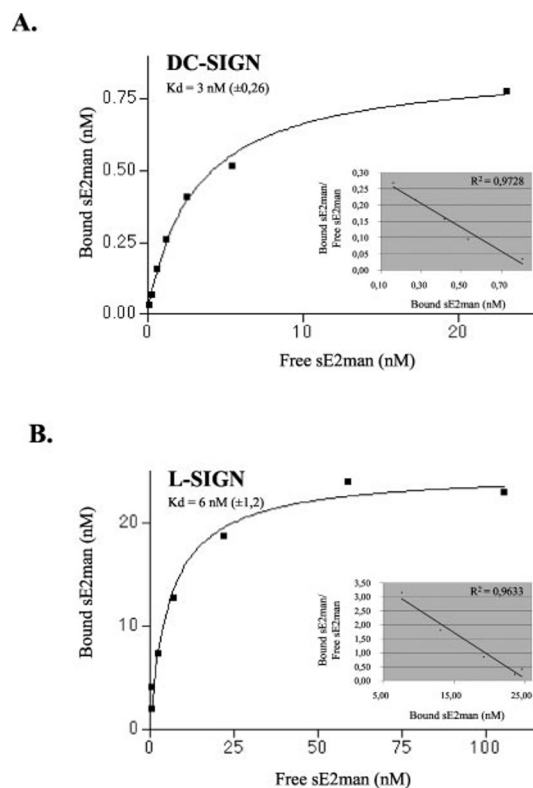 A.
DC-SIGN
Kd = 3 nM (±0,26)
Bound sE2man (nM)
0.75
0.50
0.25
0.00
0
10
20
Free sE2man (nM)
R² = 0,9728
Bound sE2man/
Free sE2man
0,30
0,25
0,20
0,15
0,10
0,05
0,00
0,10
0,30
0,50
0,70
Bound sE2man (nM)
B.
L-SIGN
Kd = 6 nM (±1,2)
Bound sE2man (nM)
20
10
0
0
25
50
75
100
Free sE2man (nM)
R² = 0,9633
Bound sE2man/
Free sE2man
3,50
3,00
2,50
2,00
1,50
1,00
0,50
0,00
5,00
15,00
25,00
Bound sE2man (nM)